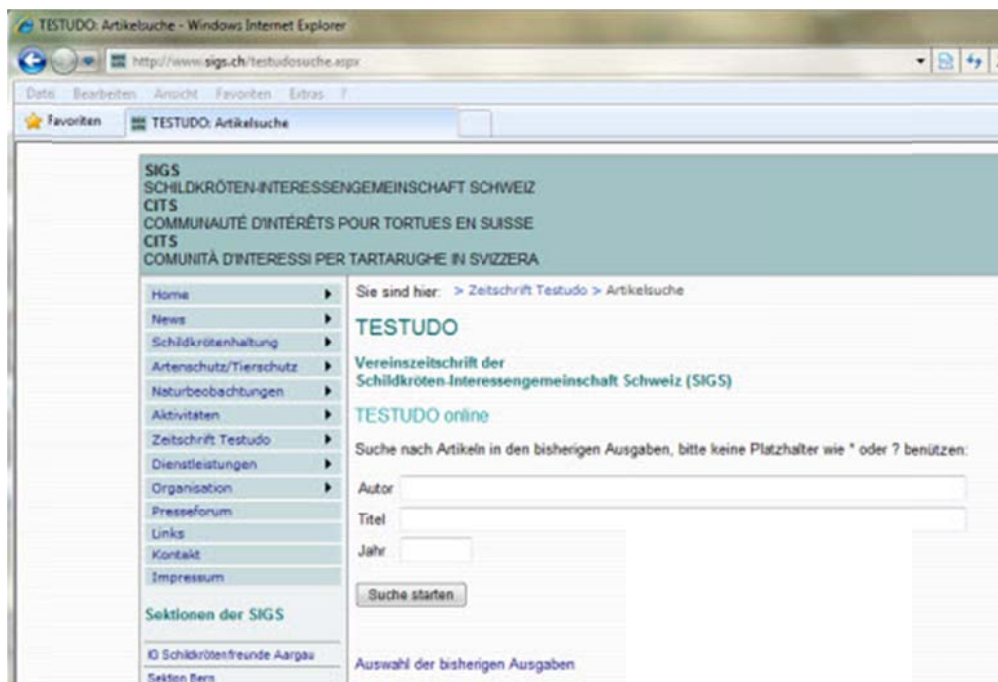 TESTUDO: Artikelsuche - Windows Internet Explorer
http://www.sigs.ch/testudosuche.aspx
Datei Bearbeiten Ansicht Favoriten Extras ?
Favoriten TESTUDO: Artikelsuche
SIGS
SCHILDKRÖTEN-INTERESSENGEMEINSCHAFT SCHWEIZ
CITS
COMMUNAUTÉ D'INTÉRÊTS POUR TORTUES EN SUISSE
CITS
COMUNITÀ D'INTERESSI PER TARTARUGHE IN SVIZZERA
Home
News
Schildkrötenhaltung
Artenschutz/Tierschutz
Naturbeobachtungen
Aktivitäten
Zeitschrift Testudo
Dienstleistungen
Organisation
Presseforum
Links
Kontakt
Impressum
Sektionen der SIGS
IG Schildkrötenfreunde Aargau
Sektion Bern
Sie sind hier: > Zeitschrift Testudo > Artikelsuche
TESTUDO
Vereinszeitschrift der
Schildkröten-Interessengemeinschaft Schweiz (SIGS)
TESTUDO online
Suche nach Artikeln in den bisherigen Ausgaben, bitte keine Platzhalter wie * oder ? benützen:
Autor
Titel
Jahr
Suche starten
Auswahl der bisherigen Ausgaben